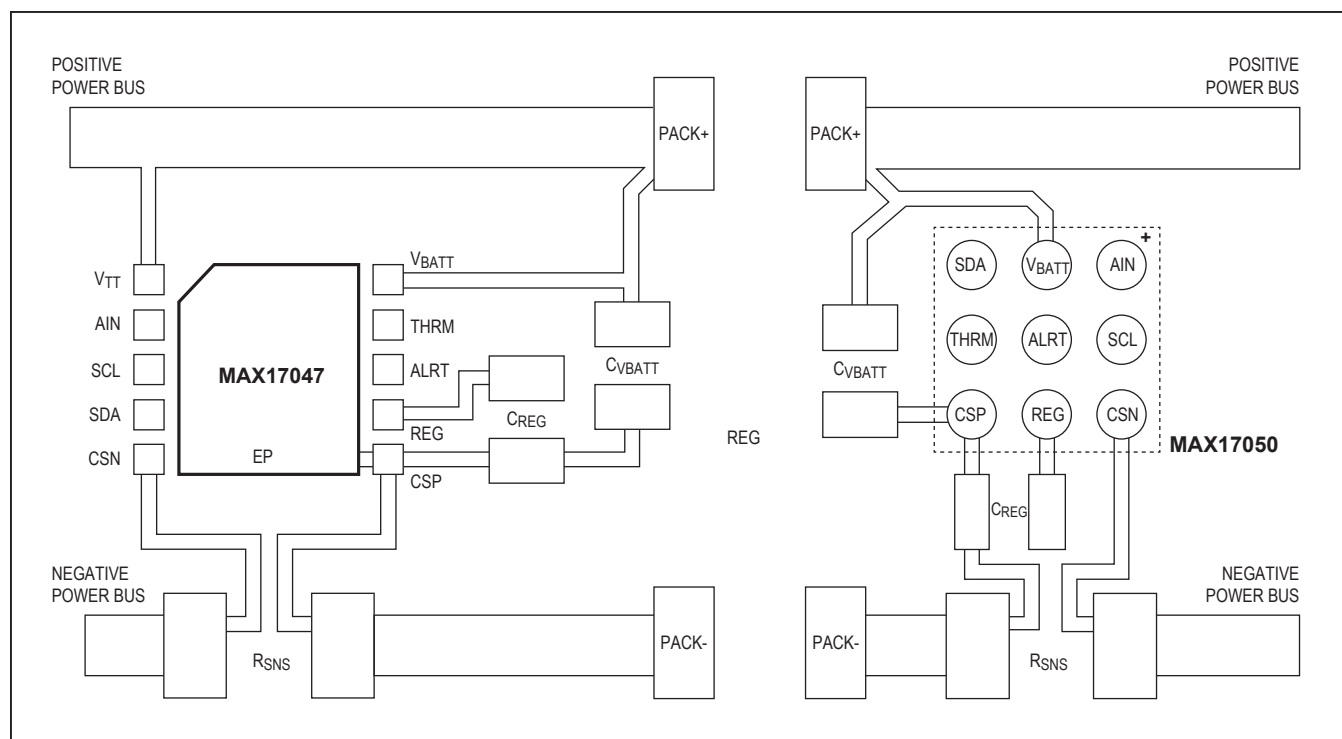 POSITIVE
POWER BUS
PACK+
VTT
AIN
SCL
SDA
CSN
MAX17047
EP
VBATT
THRM
ALRT
REG
CSP
CREG
CVBATT
NEGATIVE
POWER BUS
RSNS
PACK-
REG
POSITIVE
POWER BUS
PACK+
+
SDA
VBATT
AIN
THRM
ALRT
SCL
CVBATT
CSP
REG
CSN
MAX17050
CREG
NEGATIVE
POWER BUS
PACK-
RSNS